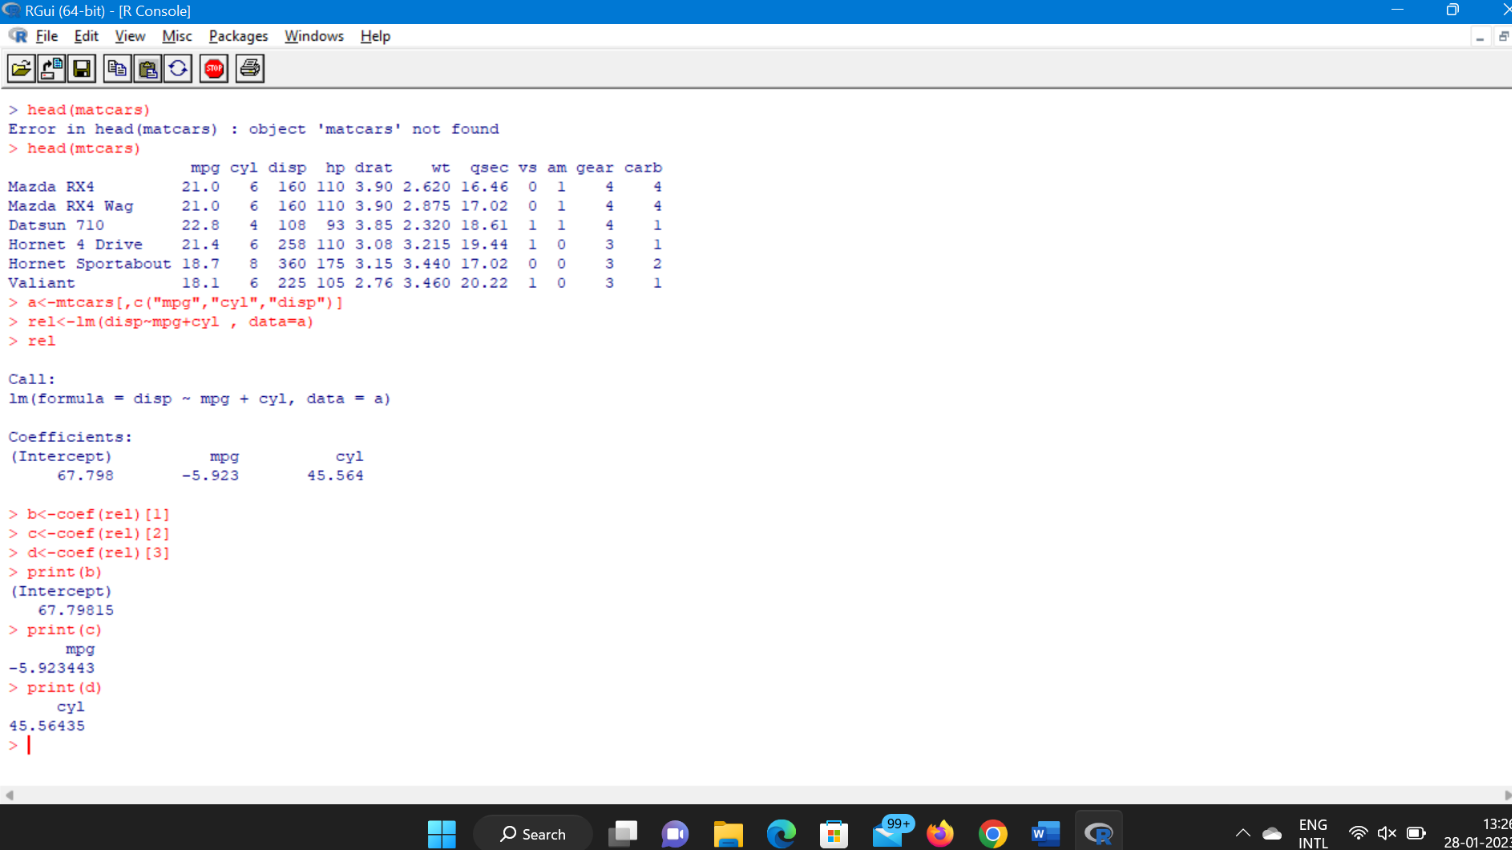 RGui (64-bit) - [R Console]
File Edit View Misc Packages Windows Help
STOP
> head(matcars)
Error in head(matcars) : object 'matcars' not found
> head(mtcars)
mpg cyl disp hp drat wt qsec vs am gear carb
Mazda RX4 21.0 6 160 110 3.90 2.620 16.46 0 1 4 4
Mazda RX4 Wag 21.0 6 160 110 3.90 2.875 17.02 0 1 4 4
Datsun 710 22.8 4 108 93 3.85 2.320 18.61 1 1 4 1
Hornet 4 Drive 21.4 6 258 110 3.08 3.215 19.44 1 0 3 1
Hornet Sportabout 18.7 8 360 175 3.15 3.440 17.02 0 0 3 2
Valiant 18.1 6 225 105 2.76 3.460 20.22 1 0 3 1
> a<-mtcars[,c("mpg","cyl","disp")]
> rel<-lm(disp~mpg+cyl , data=a)
> rel
Call:
lm(formula = disp ~ mpg + cyl, data = a)
Coefficients:
(Intercept) mpg cyl
67.798 -5.923 45.564
> b<-coef(rel)[1]
> c<-coef(rel)[2]
> d<-coef(rel)[3]
> print(b)
(Intercept)
67.79815
> print(c)
mpg
-5.923443
> print(d)
cyl
45.56435
>
Search 99+ W R ENG 13:26
INTL 28-01-202